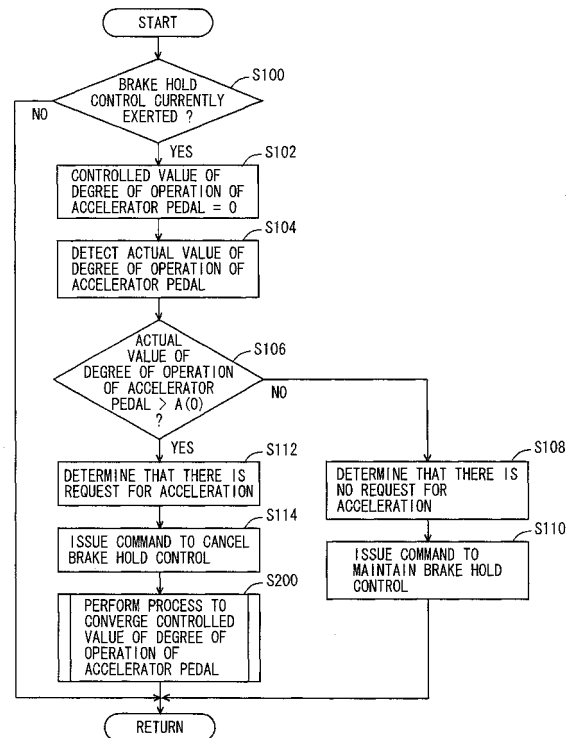 START
S100
BRAKE HOLD
CONTROL CURRENTLY
EXERTED ?
NO
YES
S102
CONTROLLED VALUE OF
DEGREE OF OPERATION OF
ACCELERATOR PEDAL = 0
S104
DETECT ACTUAL VALUE OF
DEGREE OF OPERATION OF
ACCELERATOR PEDAL
S106
ACTUAL
VALUE OF
DEGREE OF OPERATION
OF ACCELERATOR
PEDAL > A(0)
?
NO
YES
S112
DETERMINE THAT THERE IS
REQUEST FOR ACCELERATION
S108
DETERMINE THAT THERE IS
NO REQUEST FOR
ACCELERATION
S114
ISSUE COMMAND TO CANCEL
BRAKE HOLD CONTROL
S110
ISSUE COMMAND TO
MAINTAIN BRAKE HOLD
CONTROL
S200
PERFORM PROCESS TO
CONVERGE CONTROLLED
VALUE OF DEGREE OF
OPERATION OF
ACCELERATOR PEDAL
RETURN